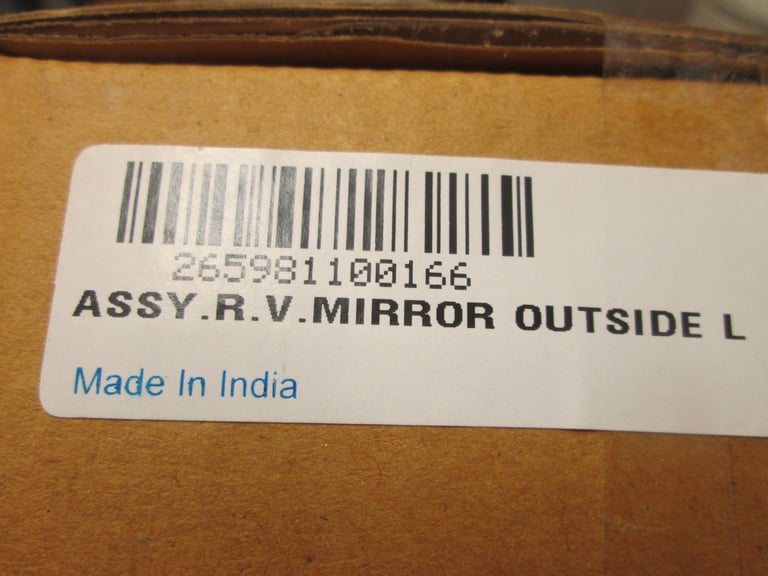 265981100166
ASSY.R.V.MIRROR OUTSIDE L
Made In India